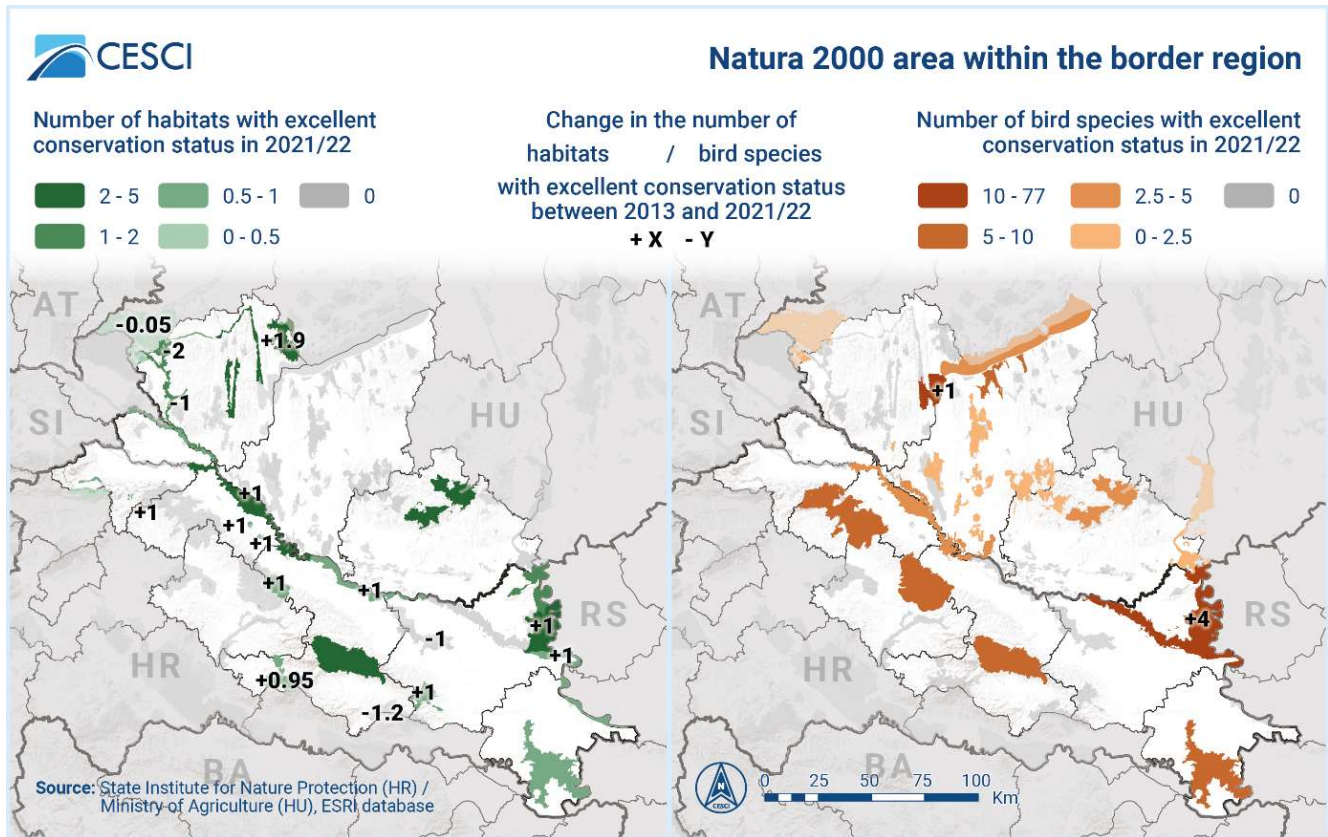 CESCI
Natura 2000 area within the border region
Number of habitats with excellent
conservation status in 2021/22
2 - 5
0.5 - 1
0
1 - 2
0 - 0.5
Change in the number of
habitats / bird species
with excellent conservation status
between 2013 and 2021/22
+ X - Y
Number of bird species with excellent
conservation status in 2021/22
10 - 77
2.5 - 5
0
5 - 10
0 - 2.5
AT
-0.05
-2
+1.9
-1
SI
HU
+1
+1
+1
+1
+1
+1
RS
-1
+1
+1
HR
+0.95
+1
-1.2
BA
Source: State Institute for Nature Protection (HR) /
Ministry of Agriculture (HU), ESRI database
AT
+1
SI
HU
RS
+4
HR
BA
N
CESCI
0 25 50 75 100
Km